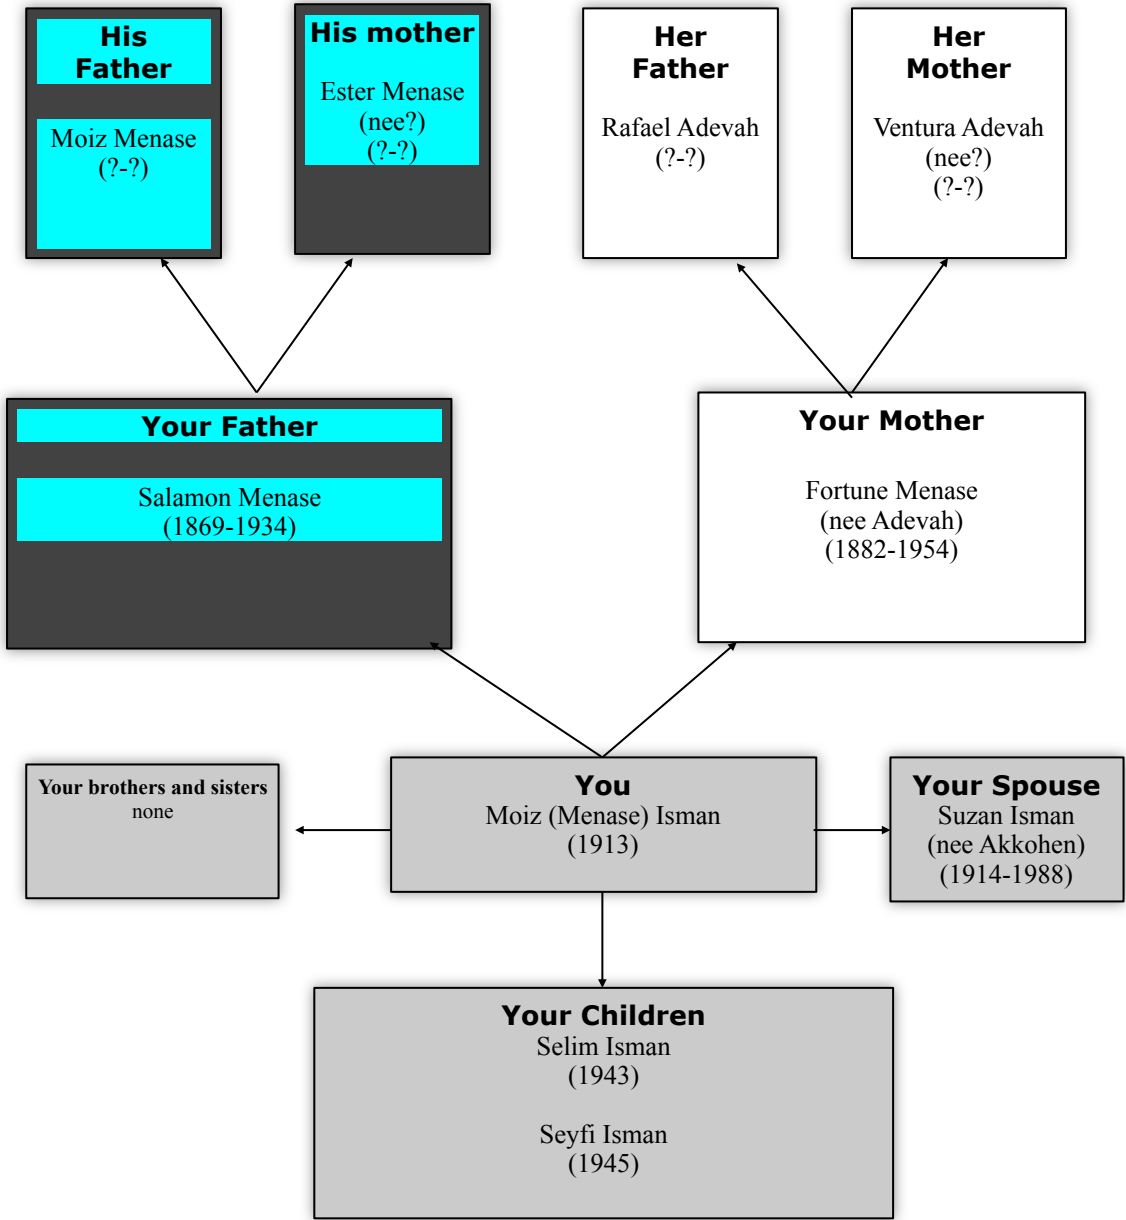 His
Father
Moiz Menase
(?-?)
His mother
Ester Menase
(nee?)
(?-?)
Her
Father
Rafael Adevah
(?-?)
Her
Mother
Ventura Adevah
(nee?)
(?-?)
Your Father
Salamon Menase
(1869-1934)
Your Mother
Fortune Menase
(nee Adevah)
(1882-1954)
Your brothers and sisters
none
You
Moiz (Menase) Isman
(1913)
Your Spouse
Suzan Isman
(nee Akkohen)
(1914-1988)
Your Children
Selim Isman
(1943)
Seyfi Isman
(1945)